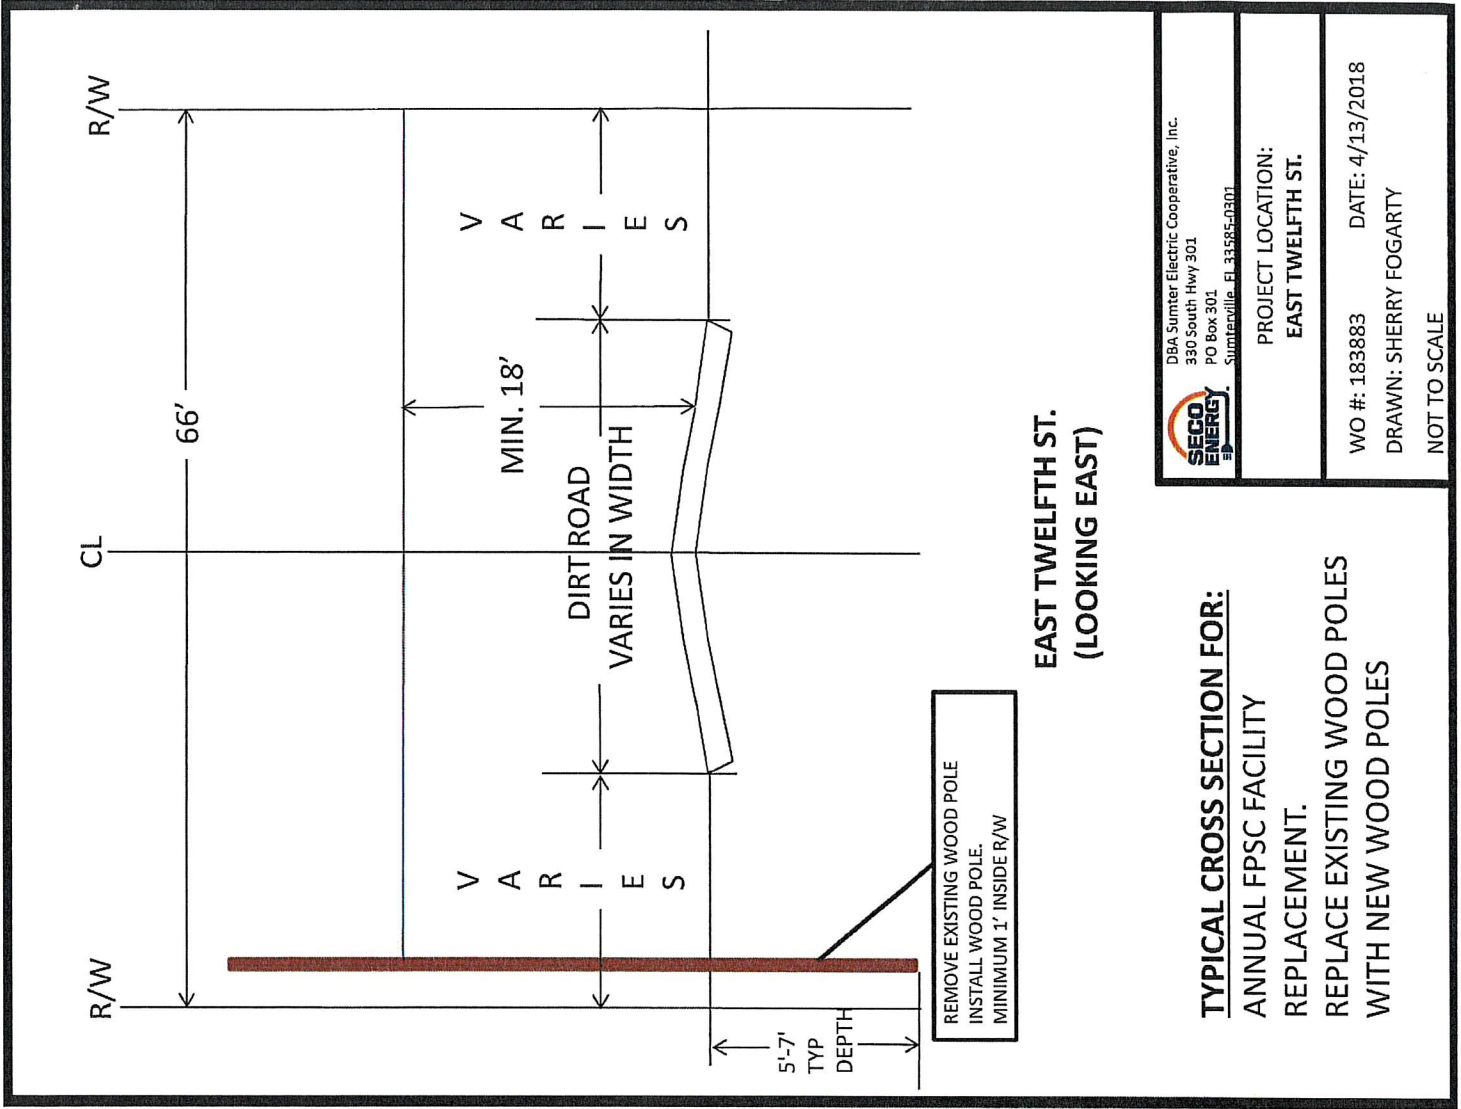 R/W
CL
R/W
66'
MIN. 18'
VARIES
DIRT ROAD
VARIES IN WIDTH
VARIES
5'-7'
TYP
DEPTH
REMOVE EXISTING WOOD POLE
INSTALL WOOD POLE.
MINIMUM 1' INSIDE R/W
EAST TWELFTH ST.
(LOOKING EAST)
TYPICAL CROSS SECTION FOR:
ANNUAL FPSC FACILITY
REPLACEMENT.
REPLACE EXISTING WOOD POLES
WITH NEW WOOD POLES
SECO
ENERGY
DBA Sumter Electric Cooperative, Inc.
330 South Hwy 301
PO Box 301
Sumterville, FL 33585-0301
PROJECT LOCATION:
EAST TWELFTH ST.
WO #: 183883 DATE: 4/13/2018
DRAWN: SHERRY FOGARTY
NOT TO SCALE